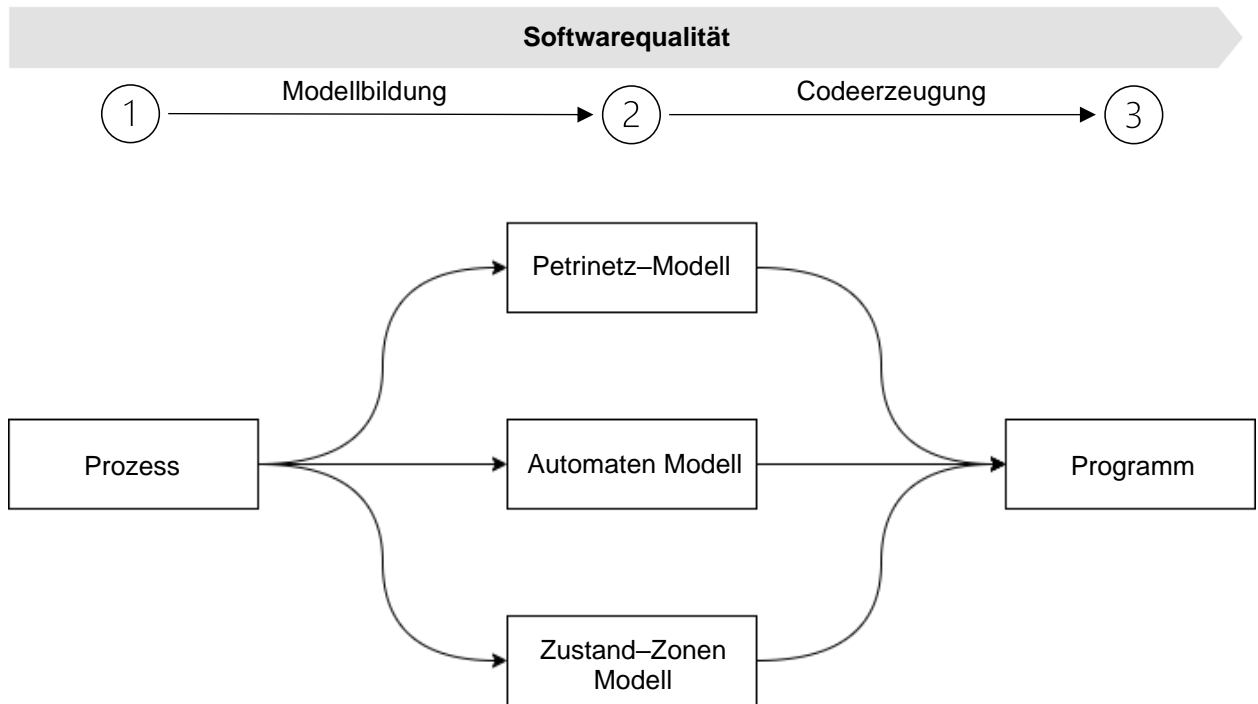 Softwarequalität
Modellbildung
Codeerzeugung
1
2
3
Petrinetz–Modell
Prozess
Automaten Modell
Programm
Zustand–Zonen
Modell